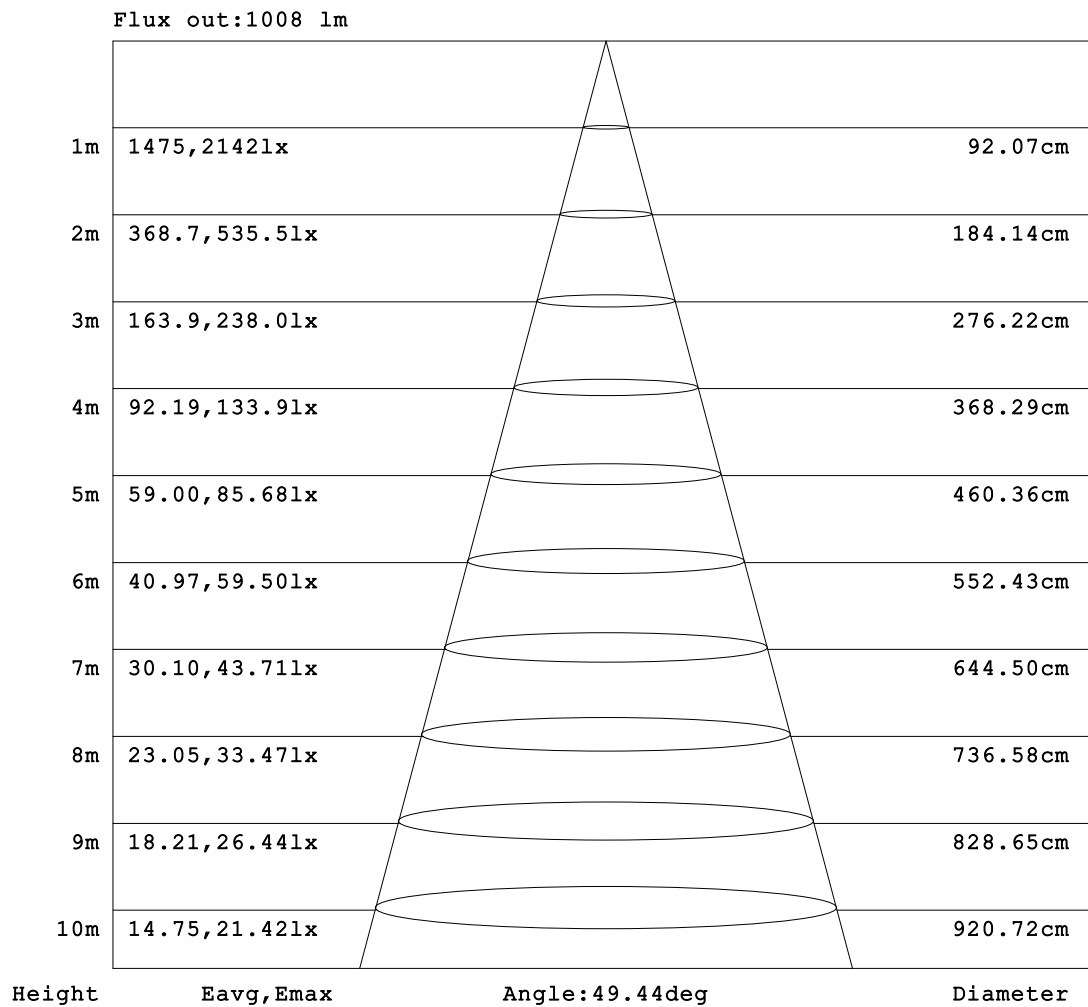 Flux out:1008 lm
1m 1475,2142lx 92.07cm
2m 368.7,535.5lx 184.14cm
3m 163.9,238.0lx 276.22cm
4m 92.19,133.9lx 368.29cm
5m 59.00,85.68lx 460.36cm
6m 40.97,59.50lx 552.43cm
7m 30.10,43.71lx 644.50cm
8m 23.05,33.47lx 736.58cm
9m 18.21,26.44lx 828.65cm
10m 14.75,21.42lx 920.72cm
Height Eavg,Emax Angle:49.44deg Diameter